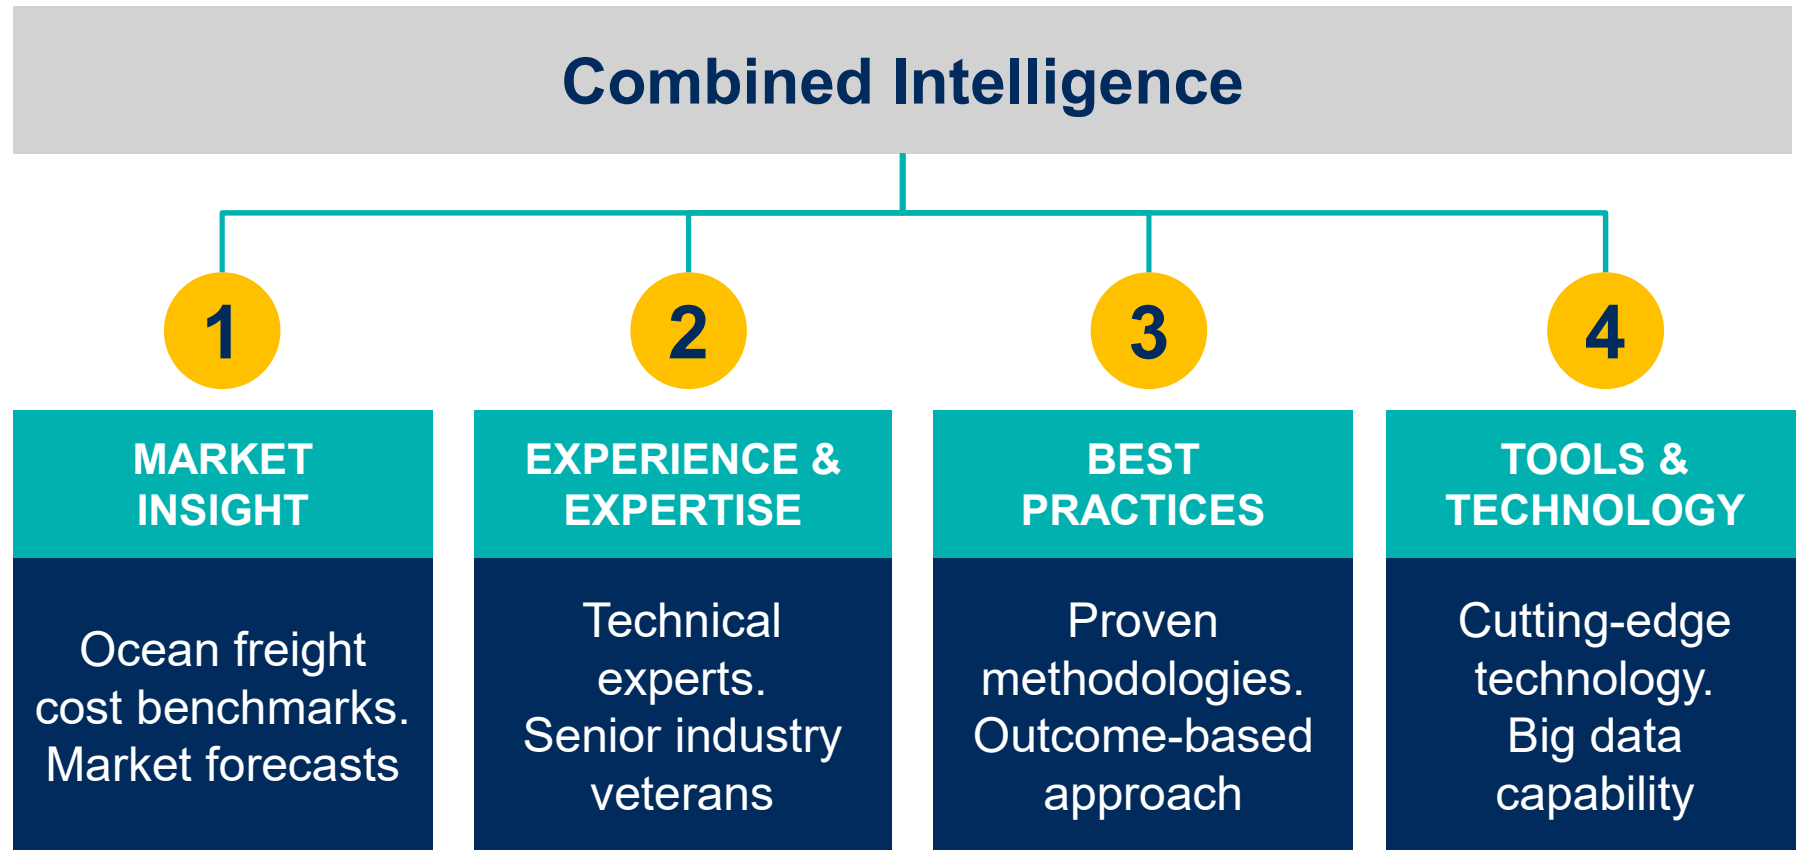 Combined Intelligence
1
2
3
4
MARKET
INSIGHT
EXPERIENCE &
EXPERTISE
BEST
PRACTICES
TOOLS &
TECHNOLOGY
Ocean freight
cost benchmarks.
Market forecasts
Technical
experts.
Senior industry
veterans
Proven
methodologies.
Outcome-based
approach
Cutting-edge
technology.
Big data
capability